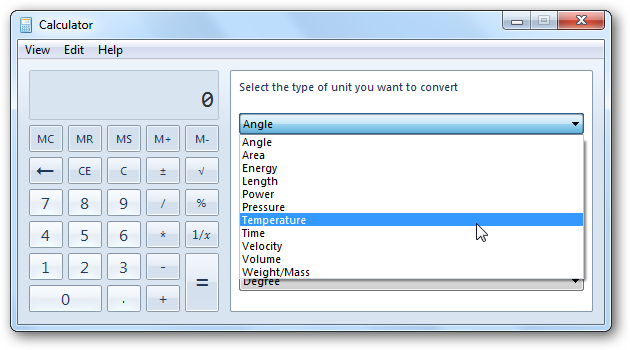 Calculator
View Edit Help
0
MC MR MS M+ M-
← CE C ± √
7 8 9 / %
4 5 6 * 1/x
1 2 3 - =
0 . +
Select the type of unit you want to convert
Angle
Angle
Area
Energy
Length
Power
Pressure
Temperature
Time
Velocity
Volume
Weight/Mass
Degree